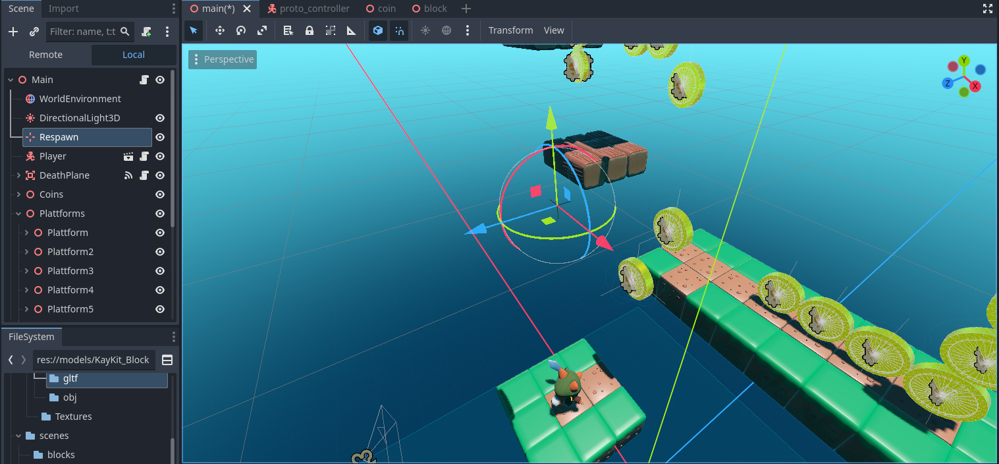 Scene Import
main(*) proto_controller coin block
Filter: name, t:t
Transform View
Remote Local
Perspective
Main
WorldEnvironment
DirectionalLight3D
Respawn
Player
DeathPlane
Coins
Plattforms
Plattform
Plattform2
Plattform3
Plattform4
Plattform5
FileSystem
res://models/KayKit_Block
gltf
obj
Textures
scenes
blocks
Y
Z
X